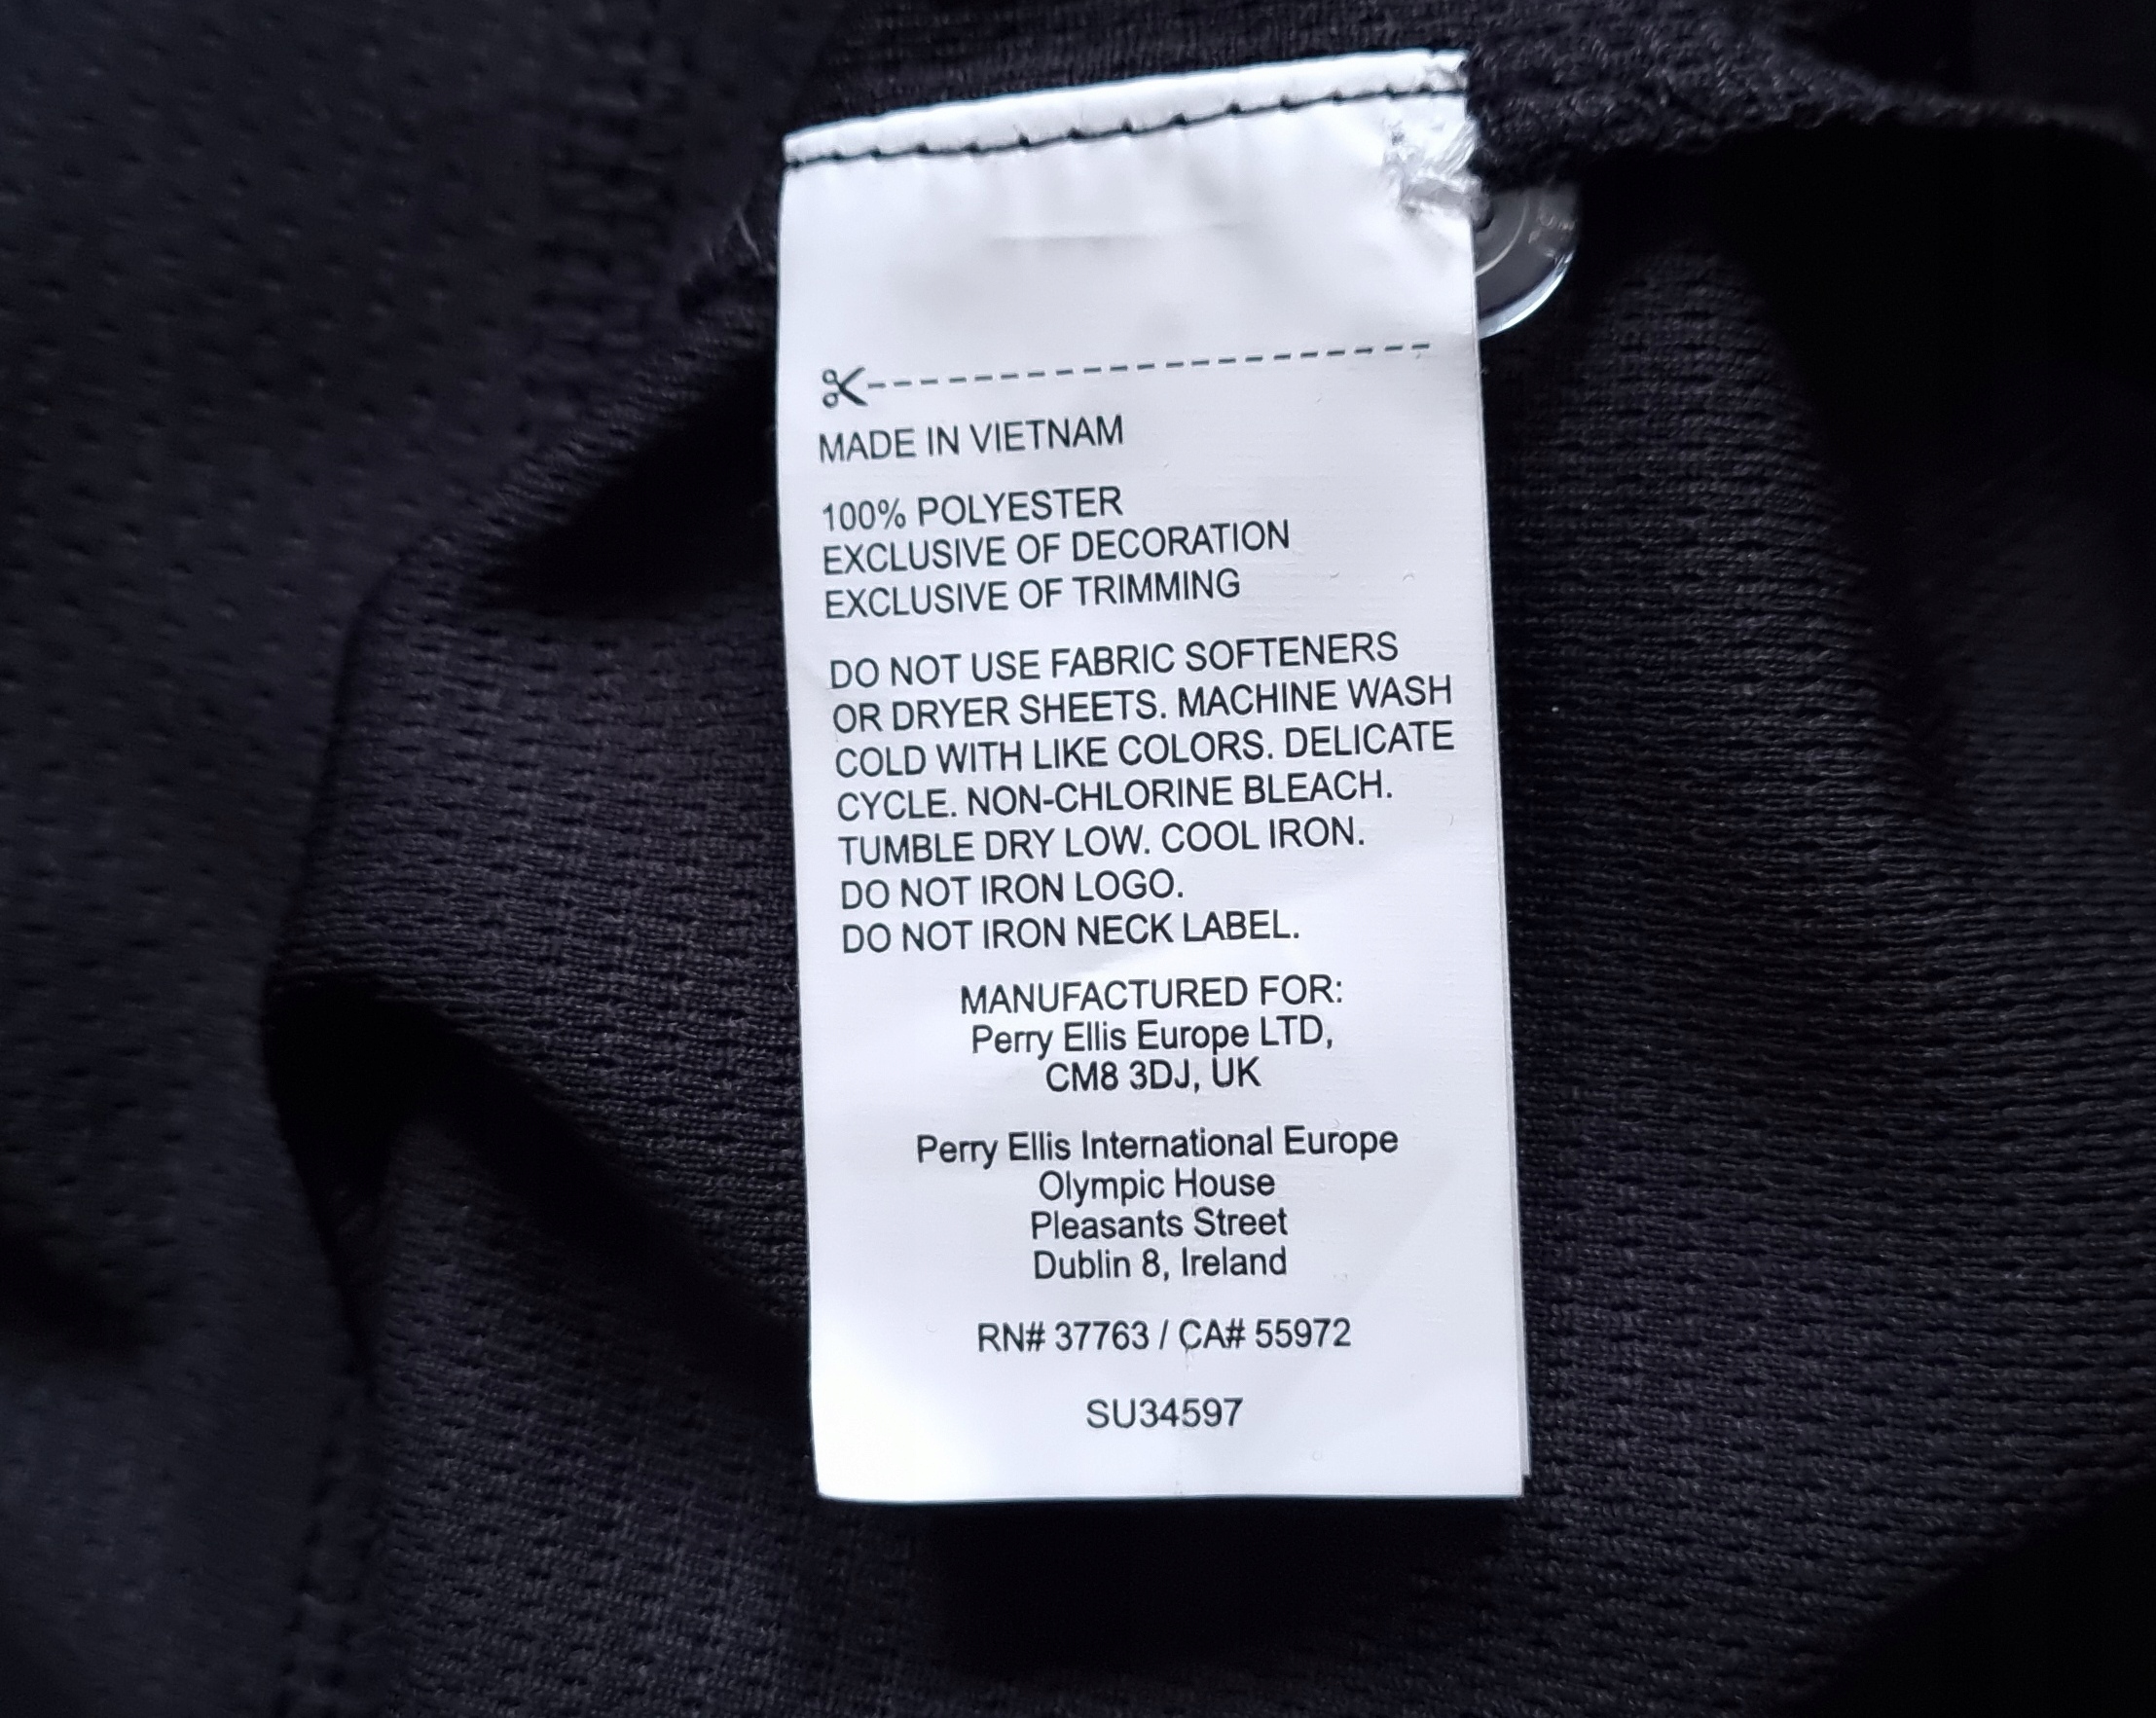 MADE IN VIETNAM
100% POLYESTER
EXCLUSIVE OF DECORATION
EXCLUSIVE OF TRIMMING
DO NOT USE FABRIC SOFTENERS
OR DRYER SHEETS. MACHINE WASH
COLD WITH LIKE COLORS. DELICATE
CYCLE. NON-CHLORINE BLEACH.
TUMBLE DRY LOW. COOL IRON.
DO NOT IRON LOGO.
DO NOT IRON NECK LABEL.
MANUFACTURED FOR:
Perry Ellis Europe LTD,
CM8 3DJ, UK
Perry Ellis International Europe
Olympic House
Pleasants Street
Dublin 8, Ireland
RN# 37763 / CA# 55972
SU34597